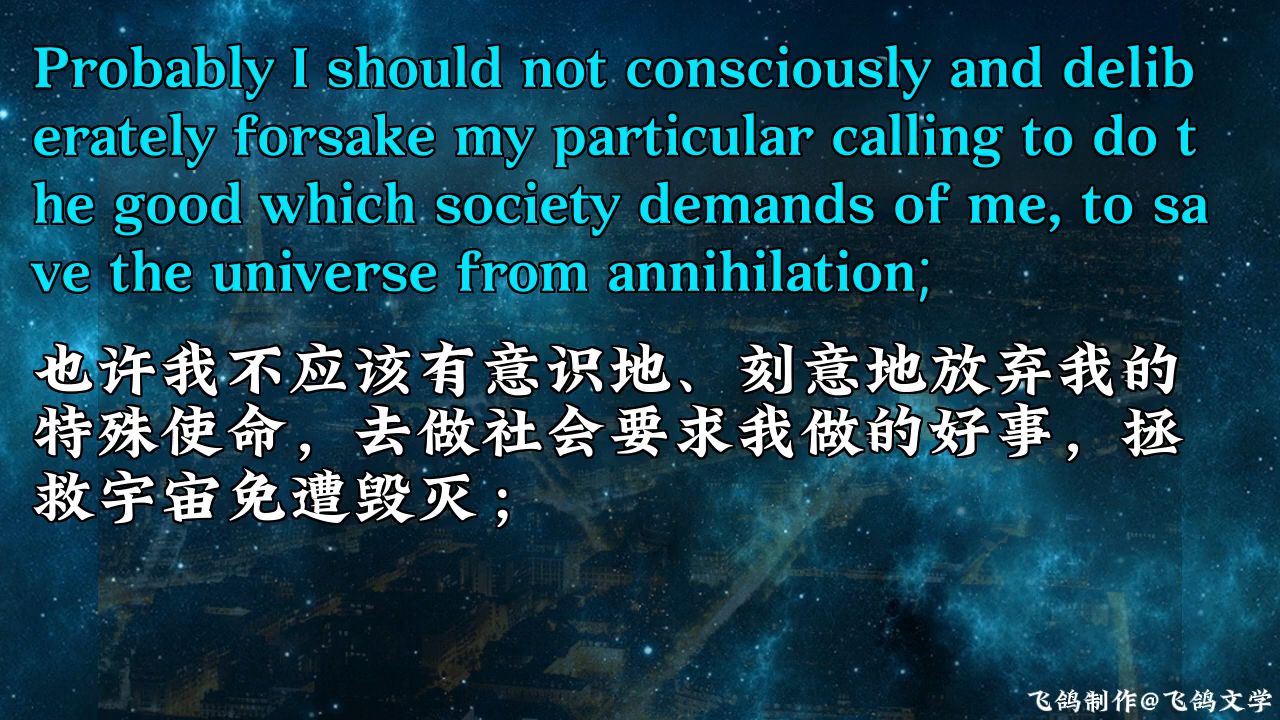 Probably I should not consciously and delib
erately forsake my particular calling to do t
he good which society demands of me, to sa
ve the universe from annihilation;
也许我不应该有意识地、刻意地放弃我的
特殊使命，去做社会要求我做的好事，拯
救宇宙免遭毁灭；
飞鸽制作@飞鸽文学